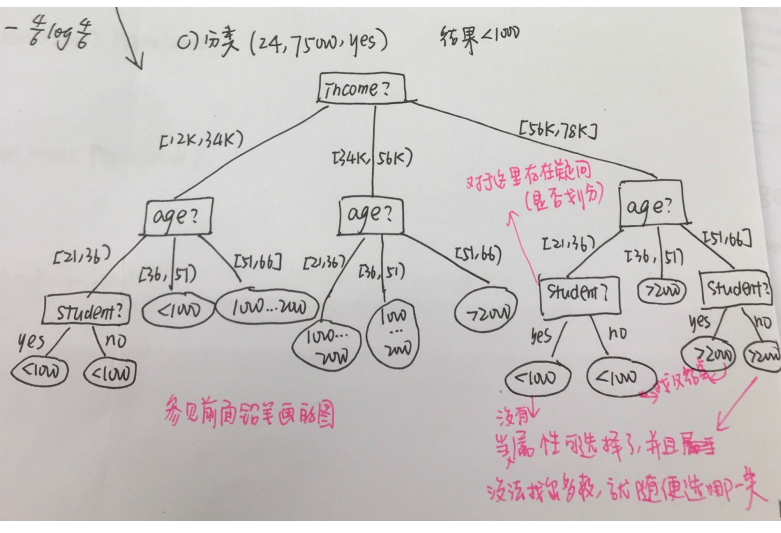 - 4/6 log 4/6
C) 分类 (24, 7500, yes) 结果<1000
income?
[12K, 34K) [34K, 56K) [56K, 78K]
对于这里存在疑问
(是否划分)
age? age? age?
[21,36) [36,51) [51,66] [21,36) [36,51) [51,66) [21,36) [36,51) [51,66]
student? <1000 1000...2000 >2000 student? >2000 student?
yes no 1000...2000 1000...2000 yes no yes no
<1000 <1000 <1000 <1000 >2000 >2000
参见前面铅笔画的图
没有
当属性可选择了,并且
没法找出多数,就随便选哪一类